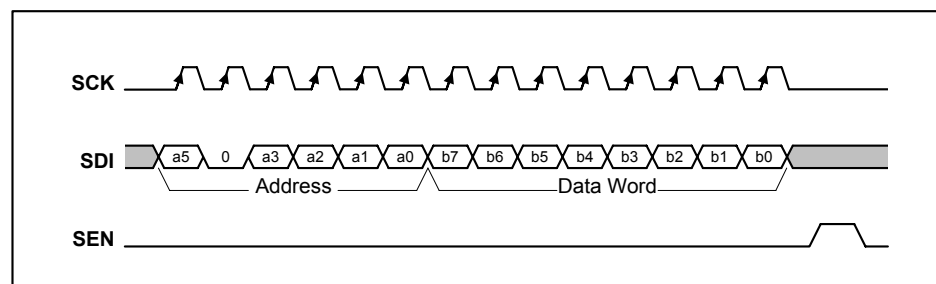 SCK
SDI a5 0 a3 a2 a1 a0 b7 b6 b5 b4 b3 b2 b1 b0
Address Data Word
SEN